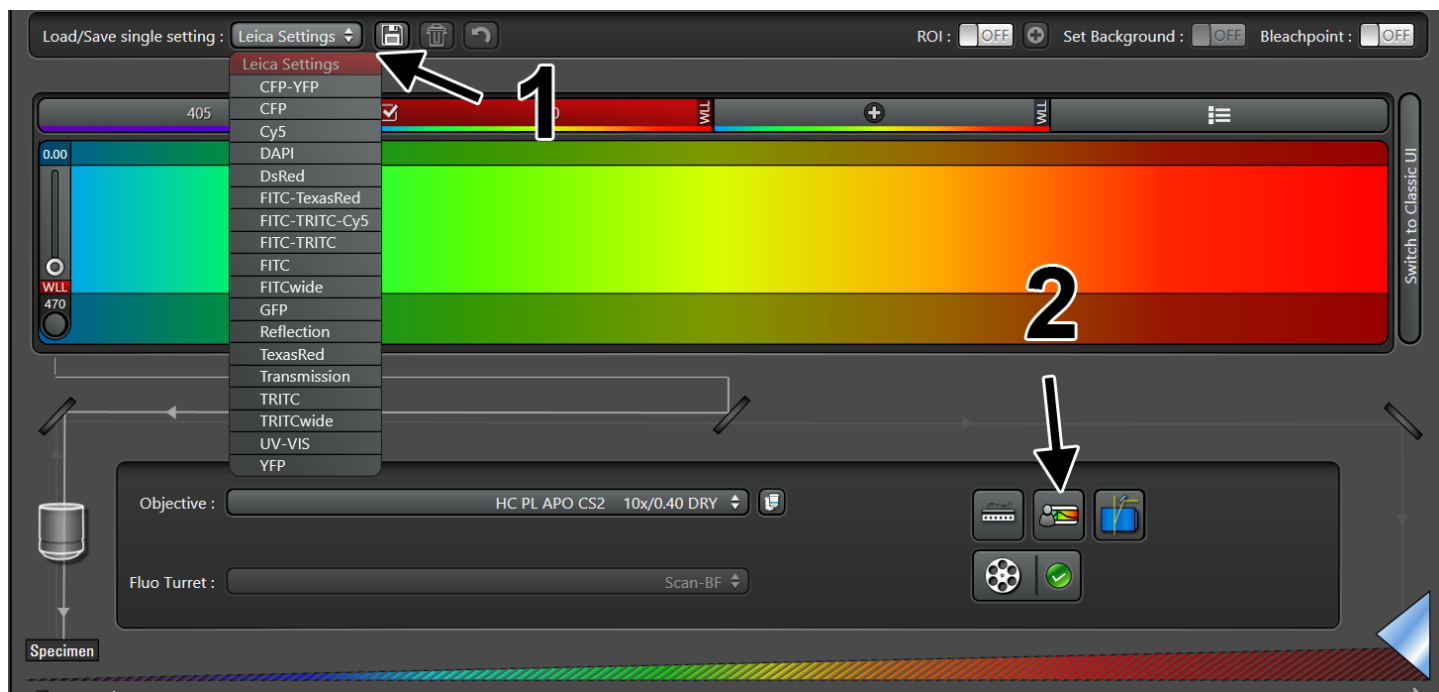 Load/Save single setting : Leica Settings ROI : OFF Set Background : OFF Bleachpoint : OFF
Leica Settings
CFP-YFP
CFP
Cy5
DAPI
DsRed
FITC-TexasRed
FITC-TRITC-Cy5
FITC-TRITC
FITC
FITCwide
GFP
Reflection
TexasRed
Transmission
TRITC
TRITCwide
UV-VIS
YFP
1
405 WLL WLL
0.00
WLL
470
Switch to Classic UI
2
Objective : HC PL APO CS2 10x/0.40 DRY
Fluo Turret : Scan-BF
Specimen